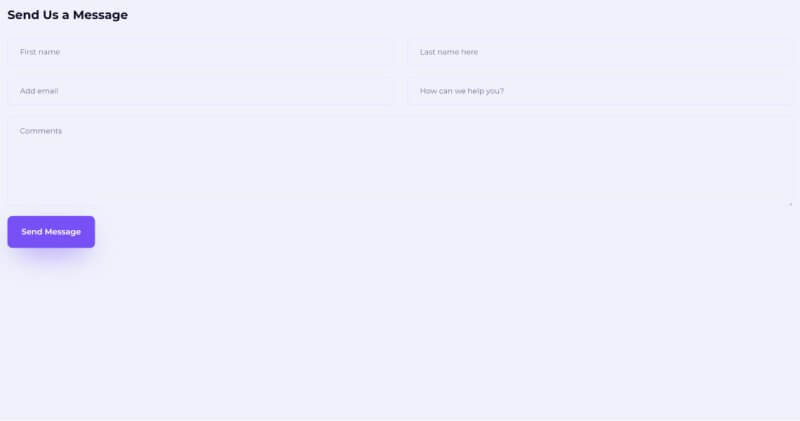 Send Us a Message
First name
Last name here
Add email
How can we help you?
Comments
Send Message